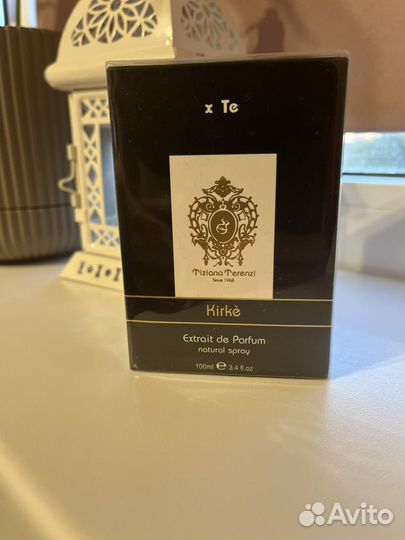 x Te
Tiziana Terenzi
Since 1968
Kirkè
Extrait de Parfum
natural spray
100ml e 3.4 fl.oz
Avito